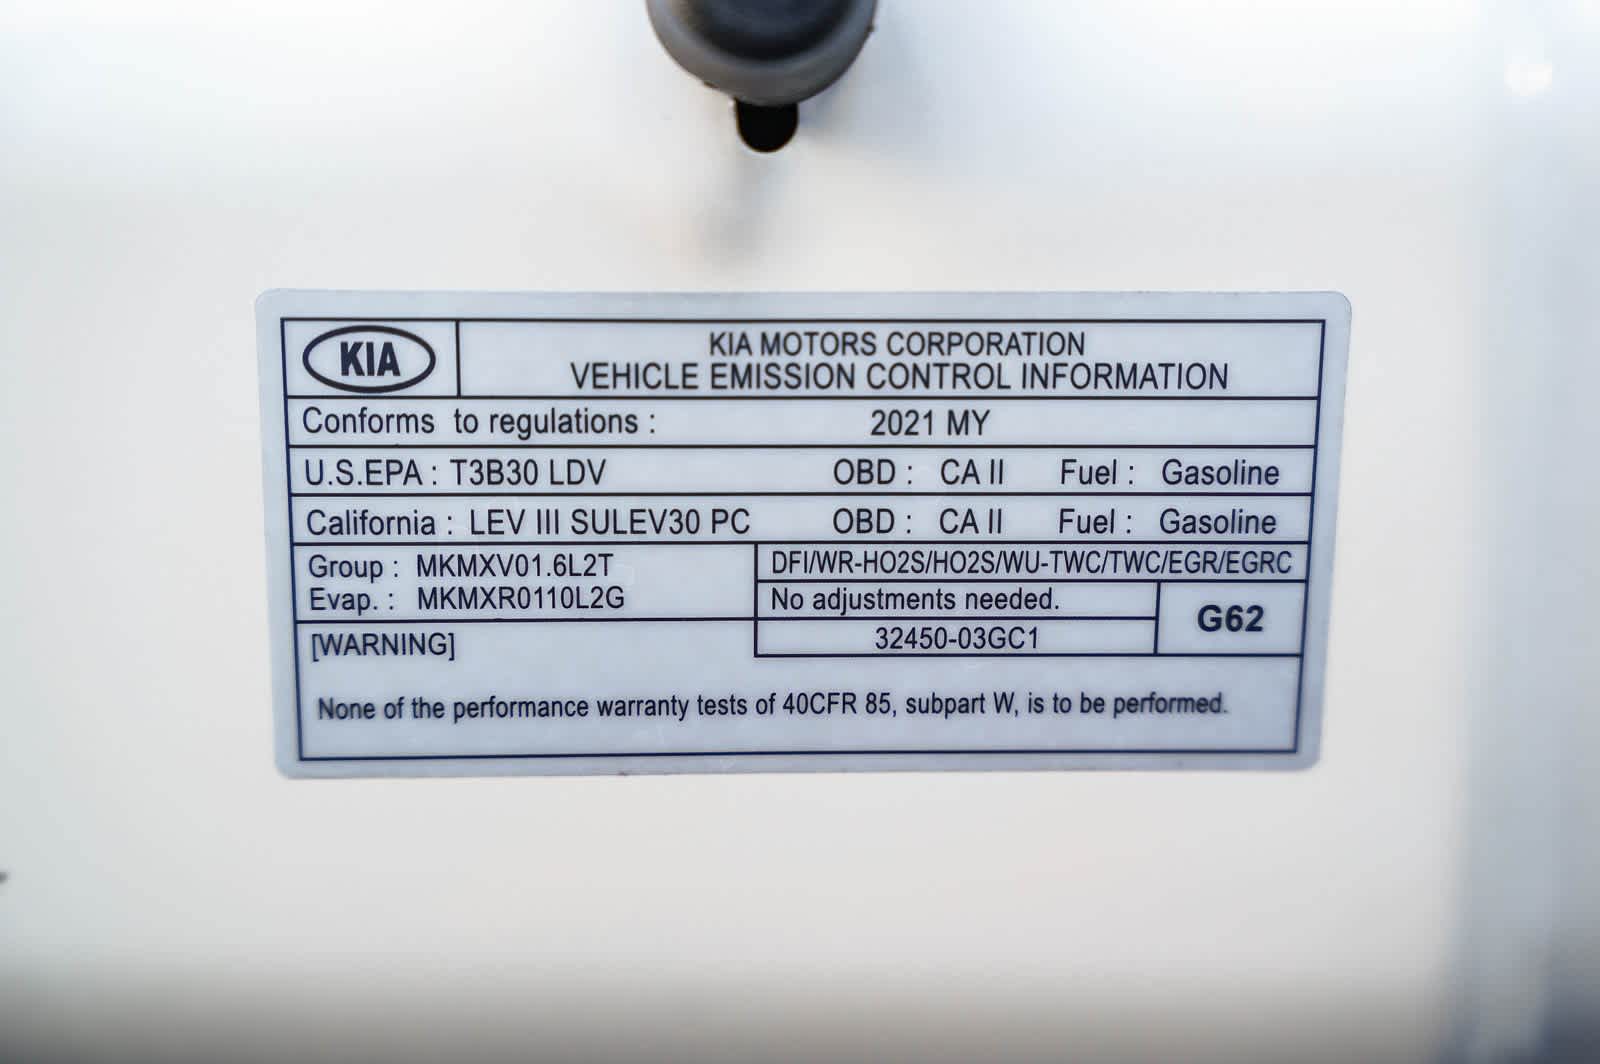 KIA
KIA MOTORS CORPORATION
VEHICLE EMISSION CONTROL INFORMATION
Conforms to regulations : 2021 MY
U.S.EPA : T3B30 LDV OBD : CA II Fuel : Gasoline
California : LEV III SULEV30 PC OBD : CA II Fuel : Gasoline
Group : MKMXV01.6L2T
Evap. : MKMXR0110L2G
DFI/WR-HO2S/HO2S/WU-TWC/TWC/EGR/EGRC
No adjustments needed.
G62
32450-03GC1
[WARNING]
None of the performance warranty tests of 40CFR 85, subpart W, is to be performed.